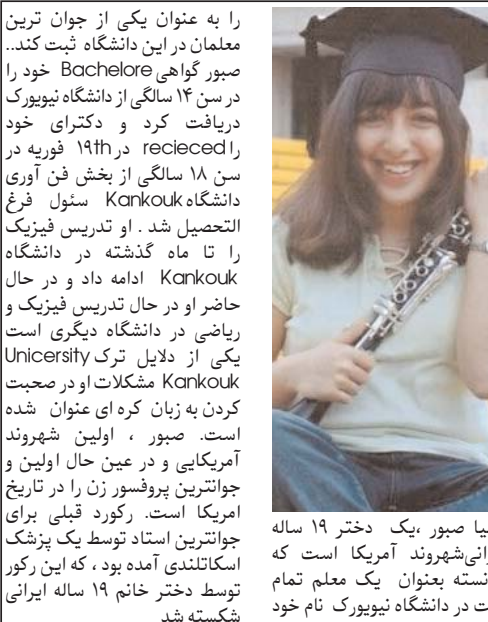 صبور ،یک دختر ۱۹ ساله
شهروند آمریکا است که
بعنوان یک معلم تمام
در دانشگاه نیویورک نام خود
را به عنوان یکی از جوان ترین
معلمان در این دانشگاه ثبت کند..
صبور گواهی Bachelore خود را
در سن ۱۴ سالگی از دانشگاه نیویورک
دریافت کرد و دکترای خود
را recieced در ۱۹th فوریه در
سن ۱۸ سالگی از بخش فن آوری
دانشگاه Kankouk سئول فرغ
التحصیل شد . او تدریس فیزیک
را تا ماه گذشته در دانشگاه
Kankouk ادامه داد و در حال
حاضر او در حال تدریس فیزیک و
ریاضی در دانشگاه دیگری است
یکی از دلایل ترک Unicersity
Kankouk مشکلات او در صحبت
کردن به زبان کره ای عنوان شده
است. صبور ، اولین شهروند
آمریکایی و در عین حال اولین و
جوانترین پروفسور زن را در تاریخ
امریکا است. رکورد قبلی برای
جوانترین استاد توسط یک پزشک
اسکاتلندی آمده بود ، که این رکور
توسط دختر خانم ۱۹ ساله ایرانی
شکسته شد